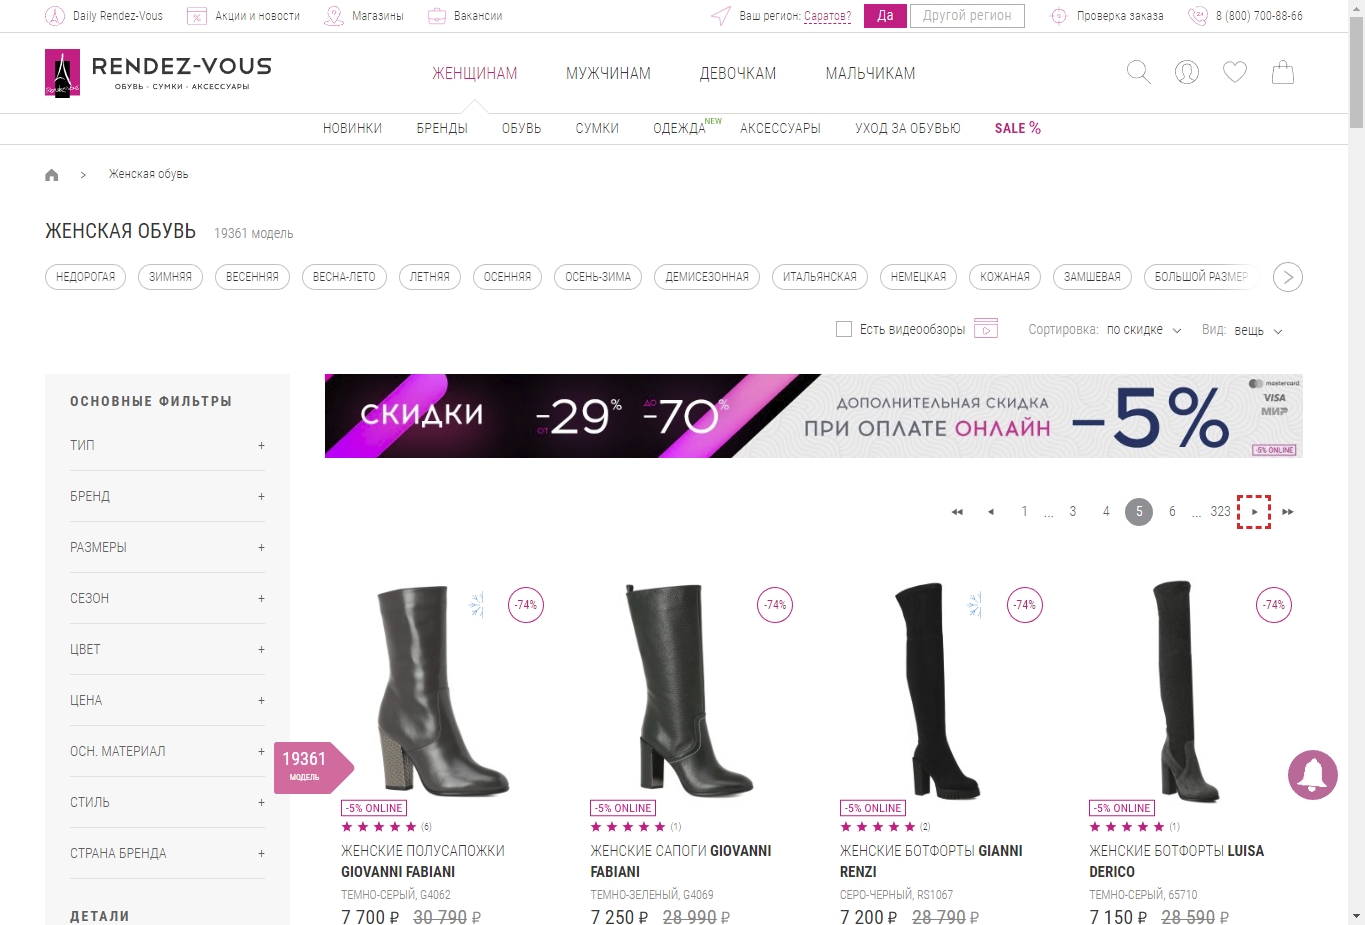 Daily Rendez-Vous Акции и новости Магазины Вакансии Ваш регион: Саратов? Да Другой регион Проверка заказа 8 (800) 700-88-66
RENDEZ-VOUS
ОБУВЬ · СУМКИ · АКСЕССУАРЫ
ЖЕНЩИНАМ МУЖЧИНАМ ДЕВОЧКАМ МАЛЬЧИКАМ
НОВИНКИ БРЕНДЫ ОБУВЬ СУМКИ ОДЕЖДА NEW АКСЕССУАРЫ УХОД ЗА ОБУВЬЮ SALE %
> Женская обувь
ЖЕНСКАЯ ОБУВЬ 19361 модель
НЕДОРОГАЯ ЗИМНЯЯ ВЕСЕННЯЯ ВЕСНА-ЛЕТО ЛЕТНЯЯ ОСЕННЯЯ ОСЕНЬ-ЗИМА ДЕМИСЕЗОННАЯ ИТАЛЬЯНСКАЯ НЕМЕЦКАЯ КОЖАНАЯ ЗАМШЕВАЯ БОЛЬШОЙ РАЗМЕР
Есть видеообзоры Сортировка: по скидке Вид: вещь
ОСНОВНЫЕ ФИЛЬТРЫ
ТИП +
БРЕНД +
РАЗМЕРЫ +
СЕЗОН +
ЦВЕТ +
ЦЕНА +
ОСН. МАТЕРИАЛ +
СТИЛЬ +
СТРАНА БРЕНДА +
ДЕТАЛИ
19361
МОДЕЛЬ
СКИДКИ ОТ -29% ДО -70%
ДОПОЛНИТЕЛЬНАЯ СКИДКА
ПРИ ОПЛАТЕ ОНЛАЙН
-5%
mastercard
VISA
МИР
-5% ONLINE
1 ... 3 4 5 6 ... 323
-74% -74% -74% -74%
-5% ONLINE
(6)
ЖЕНСКИЕ ПОЛУСАПОЖКИ
GIOVANNI FABIANI
ТЕМНО-СЕРЫЙ, G4062
7 700 ₽ 30 790 ₽
-5% ONLINE
(1)
ЖЕНСКИЕ САПОГИ GIOVANNI
FABIANI
ТЕМНО-ЗЕЛЕНЫЙ, G4069
7 250 ₽ 28 990 ₽
-5% ONLINE
(2)
ЖЕНСКИЕ БОТФОРТЫ GIANNI
RENZI
СЕРО-ЧЕРНЫЙ, RS1067
7 200 ₽ 28 790 ₽
-5% ONLINE
(1)
ЖЕНСКИЕ БОТФОРТЫ LUISA
DERICO
ТЕМНО-СЕРЫЙ, 65710
7 150 ₽ 28 590 ₽